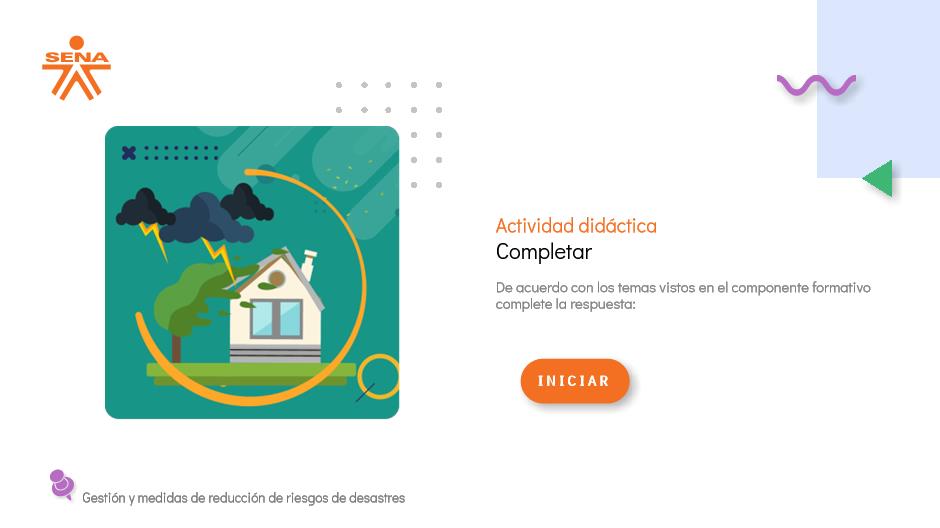 SENA
Actividad didáctica
Completar
De acuerdo con los temas vistos en el componente formativo
complete la respuesta:
INICIAR
Gestión y medidas de reducción de riesgos de desastres